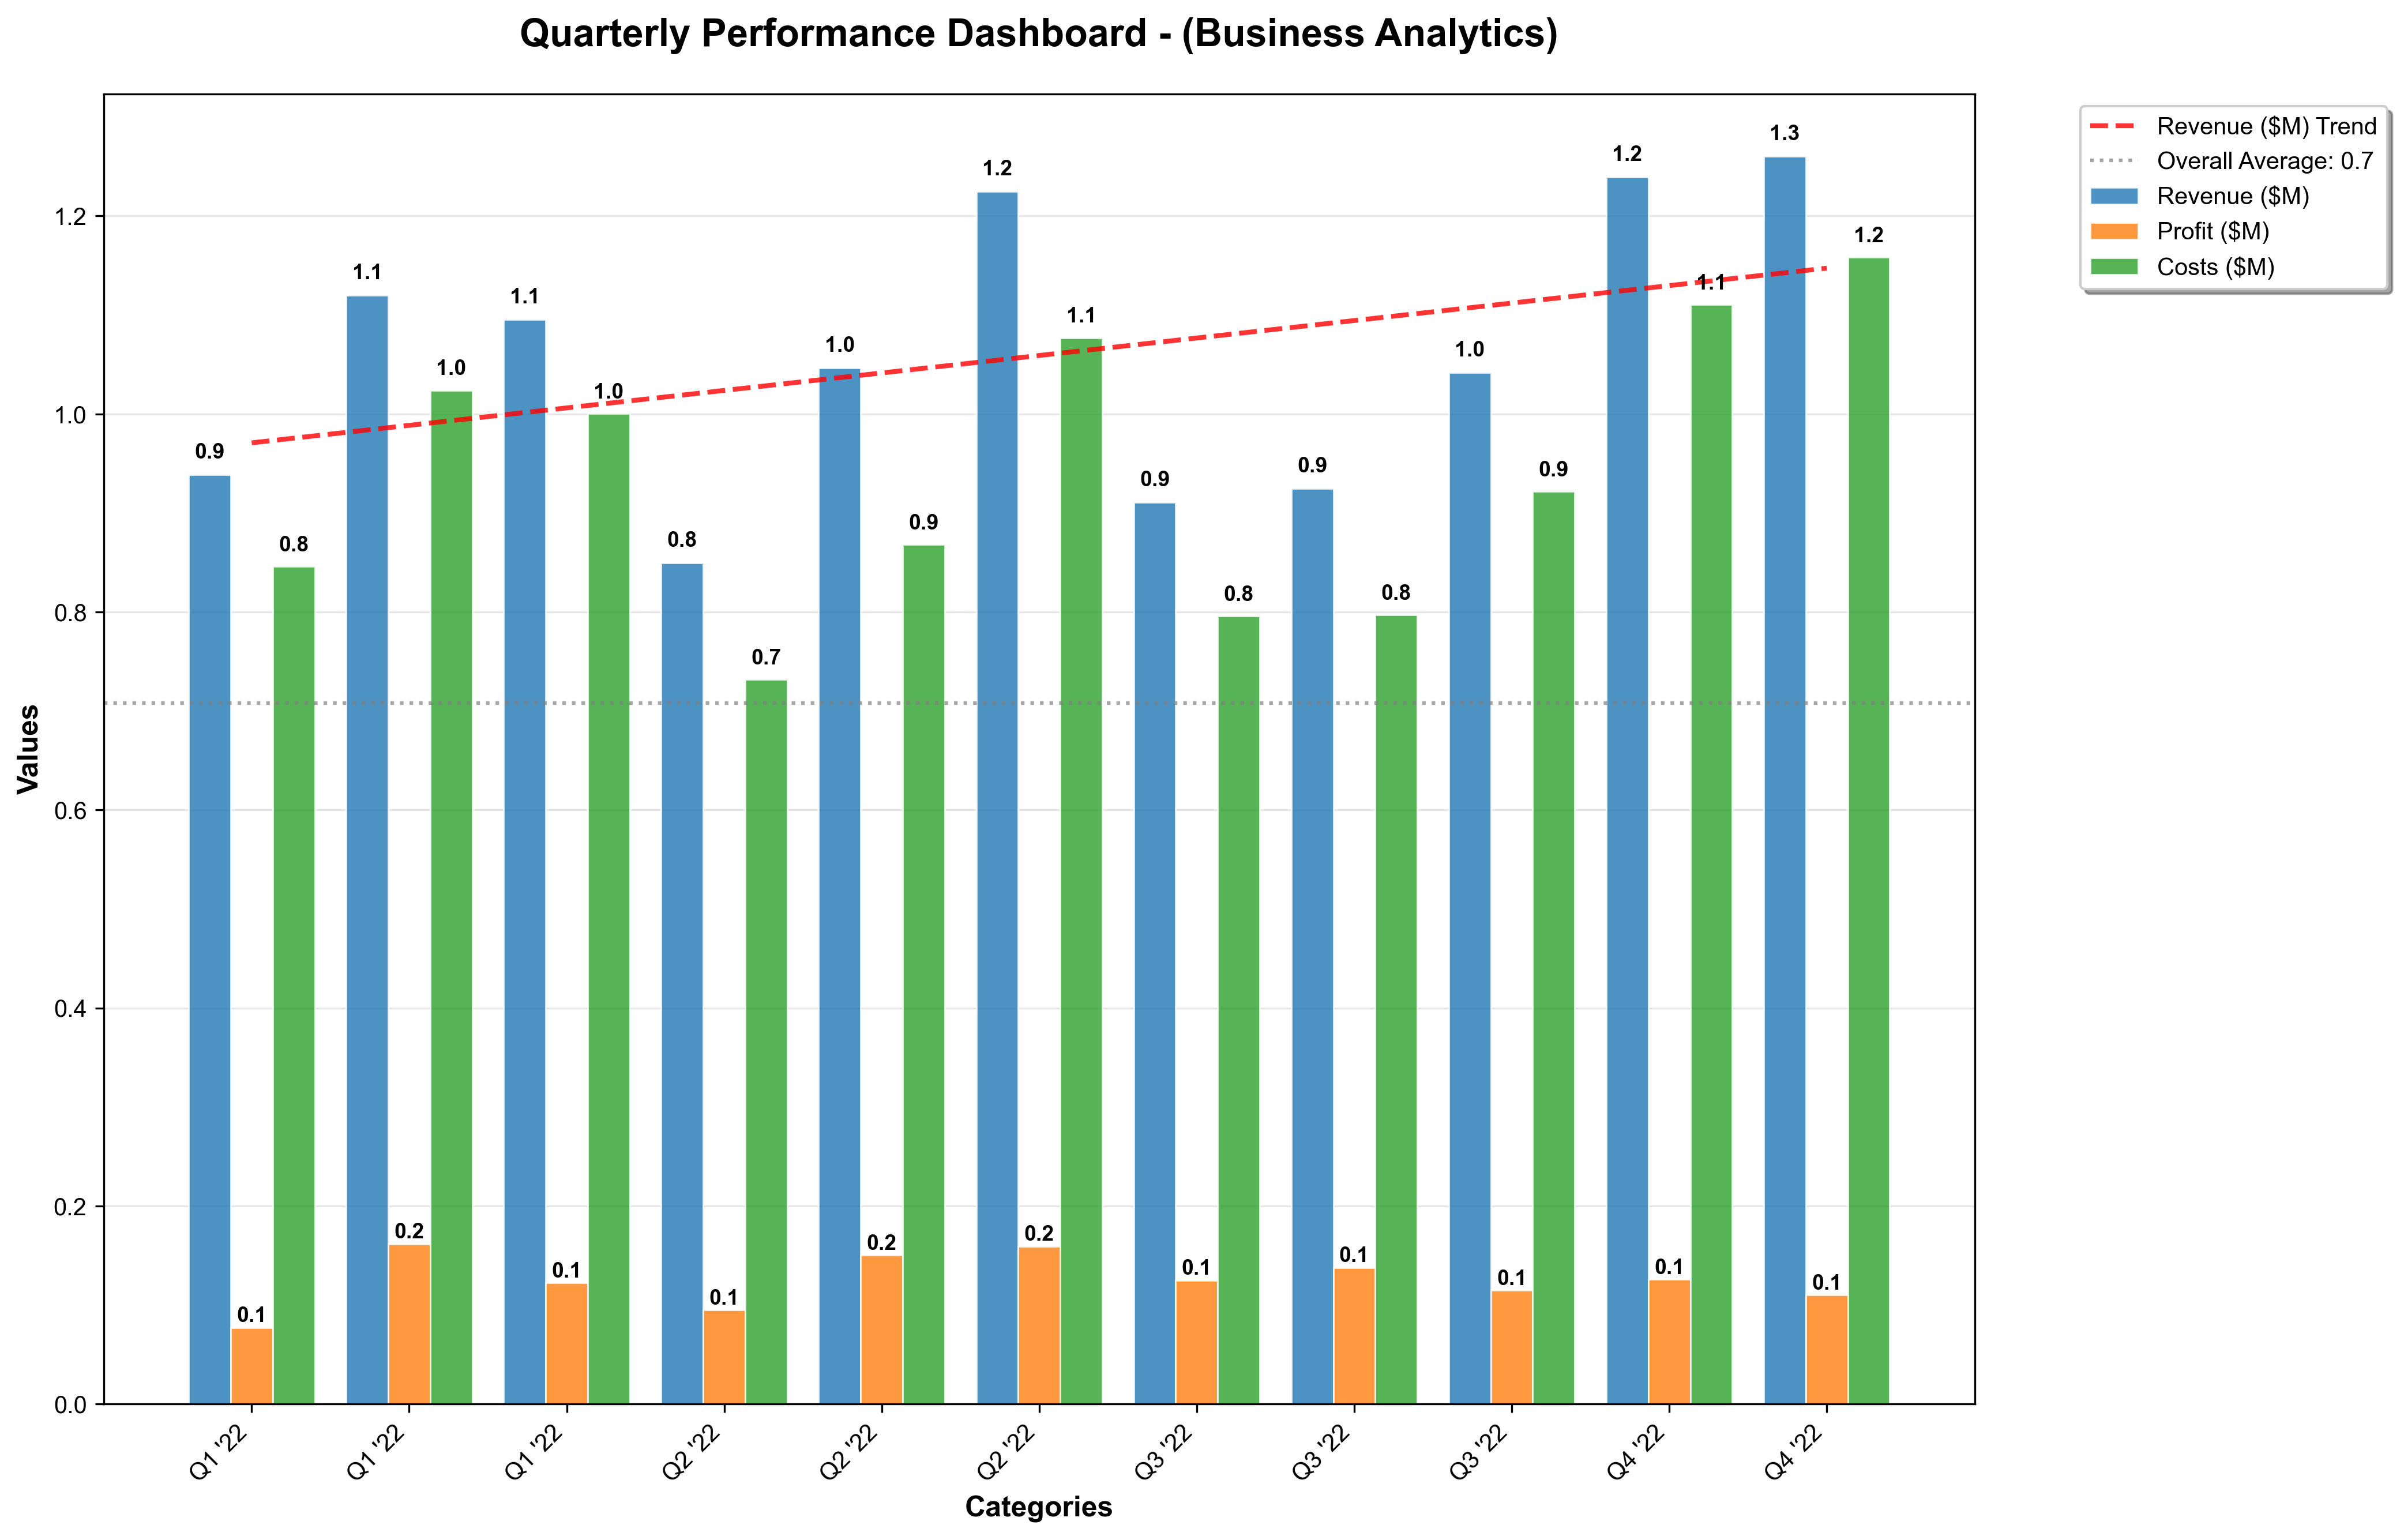 Quarterly Performance Dashboard - (Business Analytics)
Revenue ($M) Trend
Overall Average: 0.7
Revenue ($M)
Profit ($M)
Costs ($M)
Values
1.2
1.0
0.8
0.6
0.4
0.2
0.0
0.9
0.1
0.8
1.1
0.2
1.0
1.1
0.1
1.0
0.8
0.1
0.7
1.0
0.2
0.9
1.2
0.2
1.1
0.9
0.1
0.8
0.9
0.1
0.8
1.0
0.1
0.9
1.2
0.1
1.1
1.3
0.1
1.2
Q1 '22
Q1 '22
Q1 '22
Q2 '22
Q2 '22
Q2 '22
Q3 '22
Q3 '22
Q3 '22
Q4 '22
Q4 '22
Categories